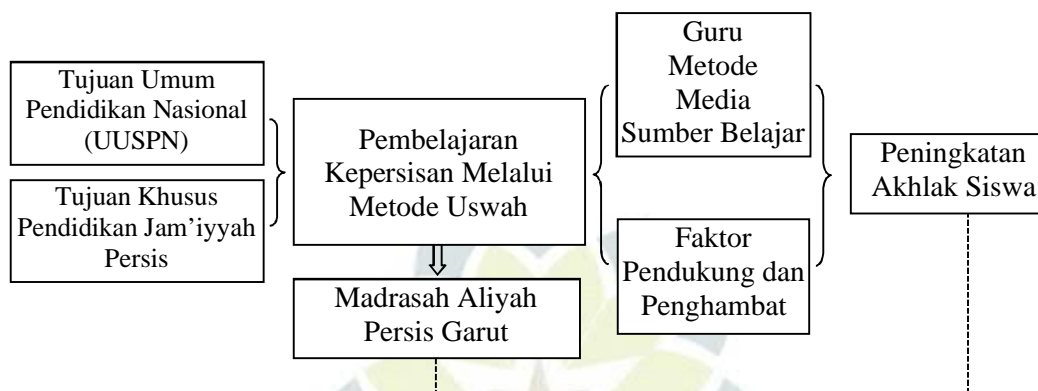 Tujuan Umum
Pendidikan Nasional
(UUSPN)
Tujuan Khusus
Pendidikan Jam’iyyah
Persis
Pembelajaran
Kepersisan Melalui
Metode Uswah
Madrasah Aliyah
Persis Garut
Guru
Metode
Media
Sumber Belajar
Faktor
Pendukung dan
Penghambat
Peningkatan
Akhlak Siswa